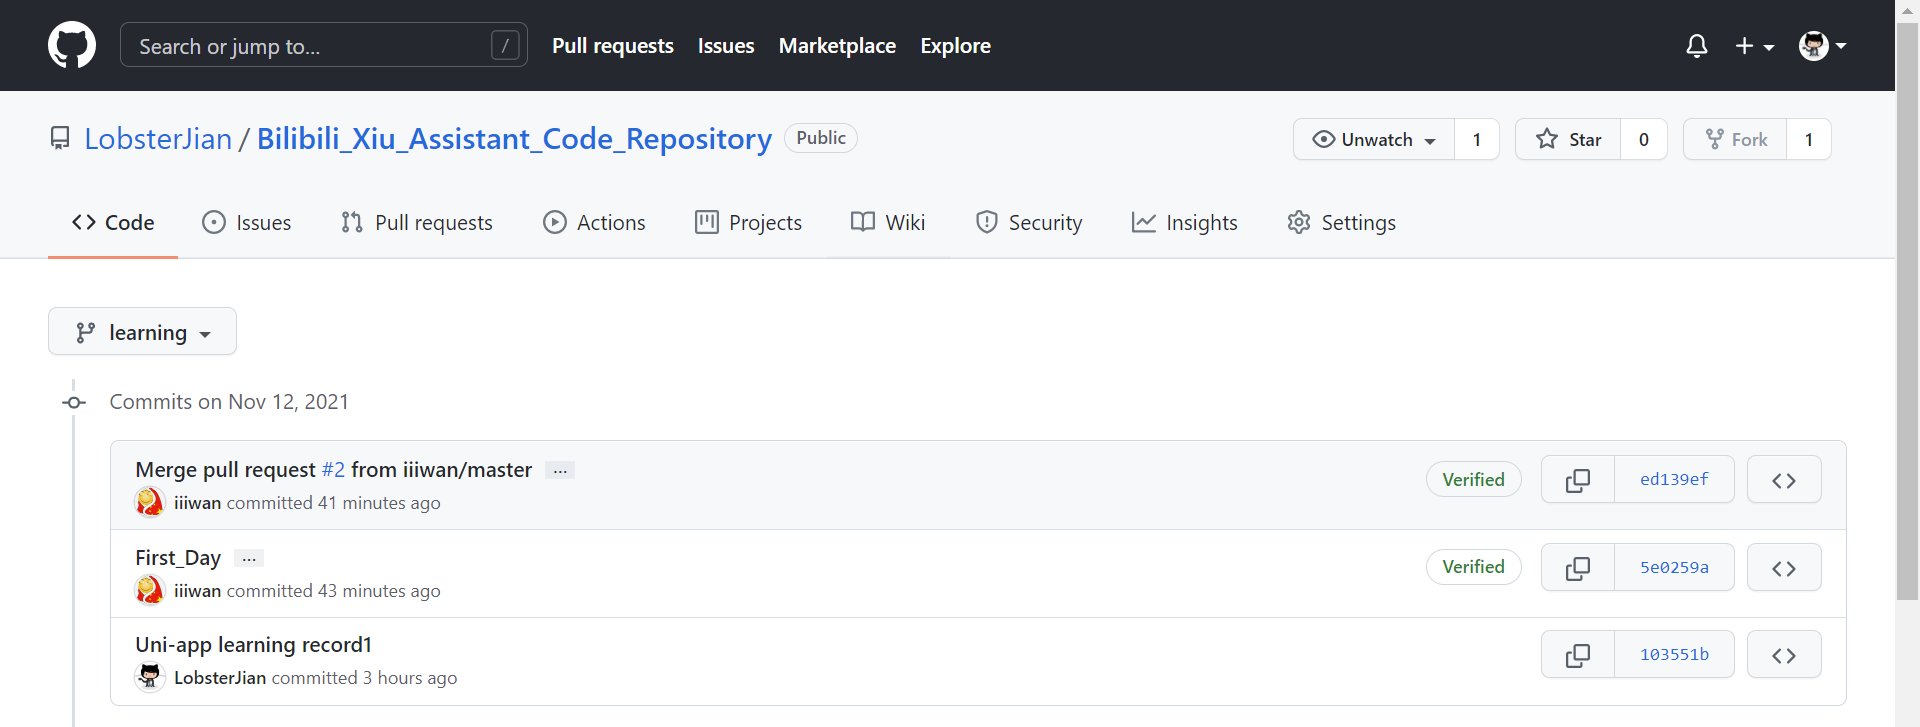 Search or jump to... /
Pull requests Issues Marketplace Explore
LobsterJian / Bilibili_Xiu_Assistant_Code_Repository Public
Unwatch 1 Star 0 Fork 1
Code Issues Pull requests Actions Projects Wiki Security Insights Settings
learning
Commits on Nov 12, 2021
Merge pull request #2 from iiiwan/master ...
iiiwan committed 41 minutes ago
Verified ed139ef
First_Day ...
iiiwan committed 43 minutes ago
Verified 5e0259a
Uni-app learning record1
LobsterJian committed 3 hours ago
103551b